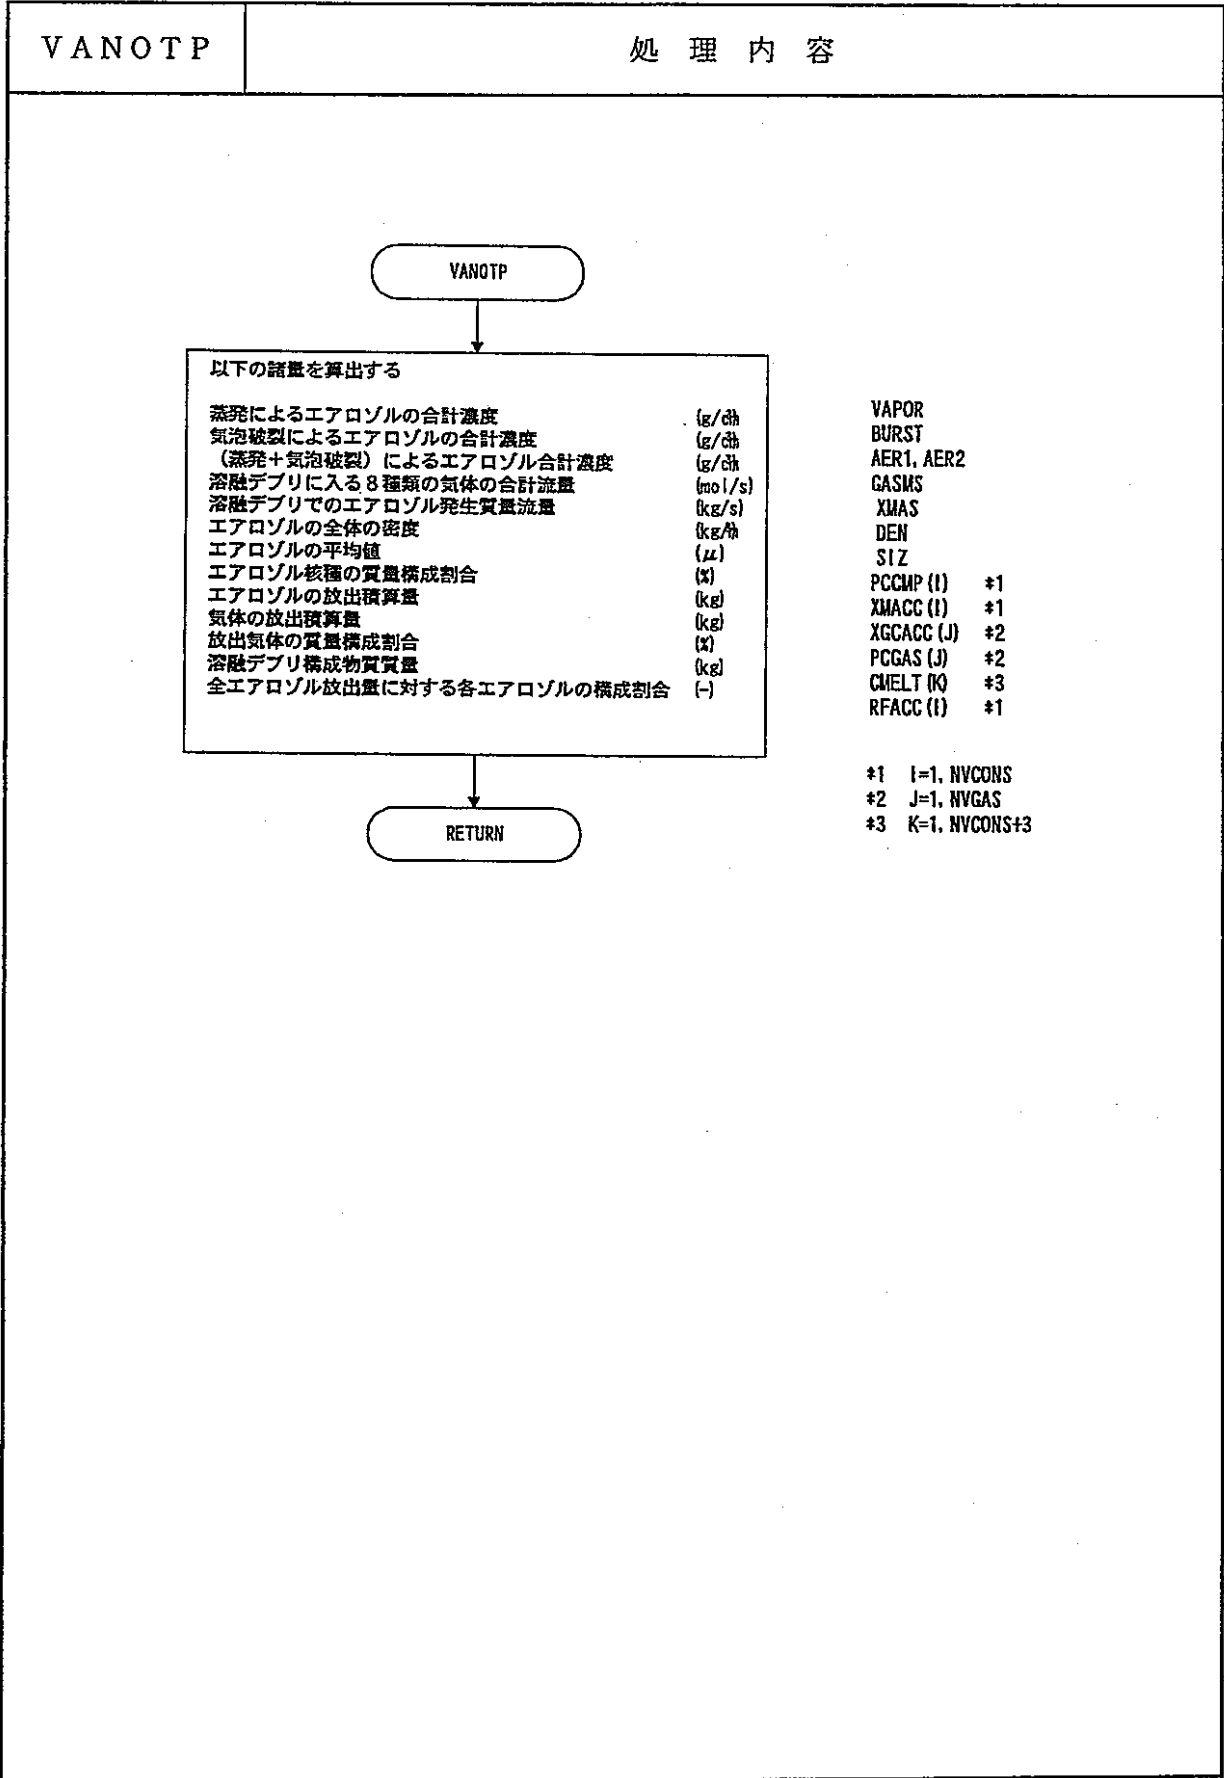 VANOTP
処理内容
VANOTP
以下の諸量を算出する
蒸発によるエアロゾルの合計濃度 VAPOR
気泡破裂によるエアロゾルの合計濃度 BURST
（蒸発＋気泡破裂）によるエアロゾル合計濃度 AER1, AER2
溶融デブリに入る８種類の気体の合計流量 (mol/s) GASMS
溶融デブリでのエアロゾル発生質量流量 (kg/s) XMAS
エアロゾルの全体の密度 DEN
エアロゾルの平均値 (μ) SIZ
エアロゾル核種の質量構成割合 (%) PCCMP(I) *1
エアロゾルの放出積算量 (kg) XMACC(I) *1
気体の放出積算量 (kg) XGCACC(J) *2
放出気体の質量構成割合 (%) PCGAS(J) *2
溶融デブリ構成物質質量 (kg) CMELT(K) *3
全エアロゾル放出量に対する各エアロゾルの構成割合 (-) RFACC(I) *1
*1 I=1, NVCONS
*2 J=1, NVGAS
*3 K=1, NVCONS+3
RETURN